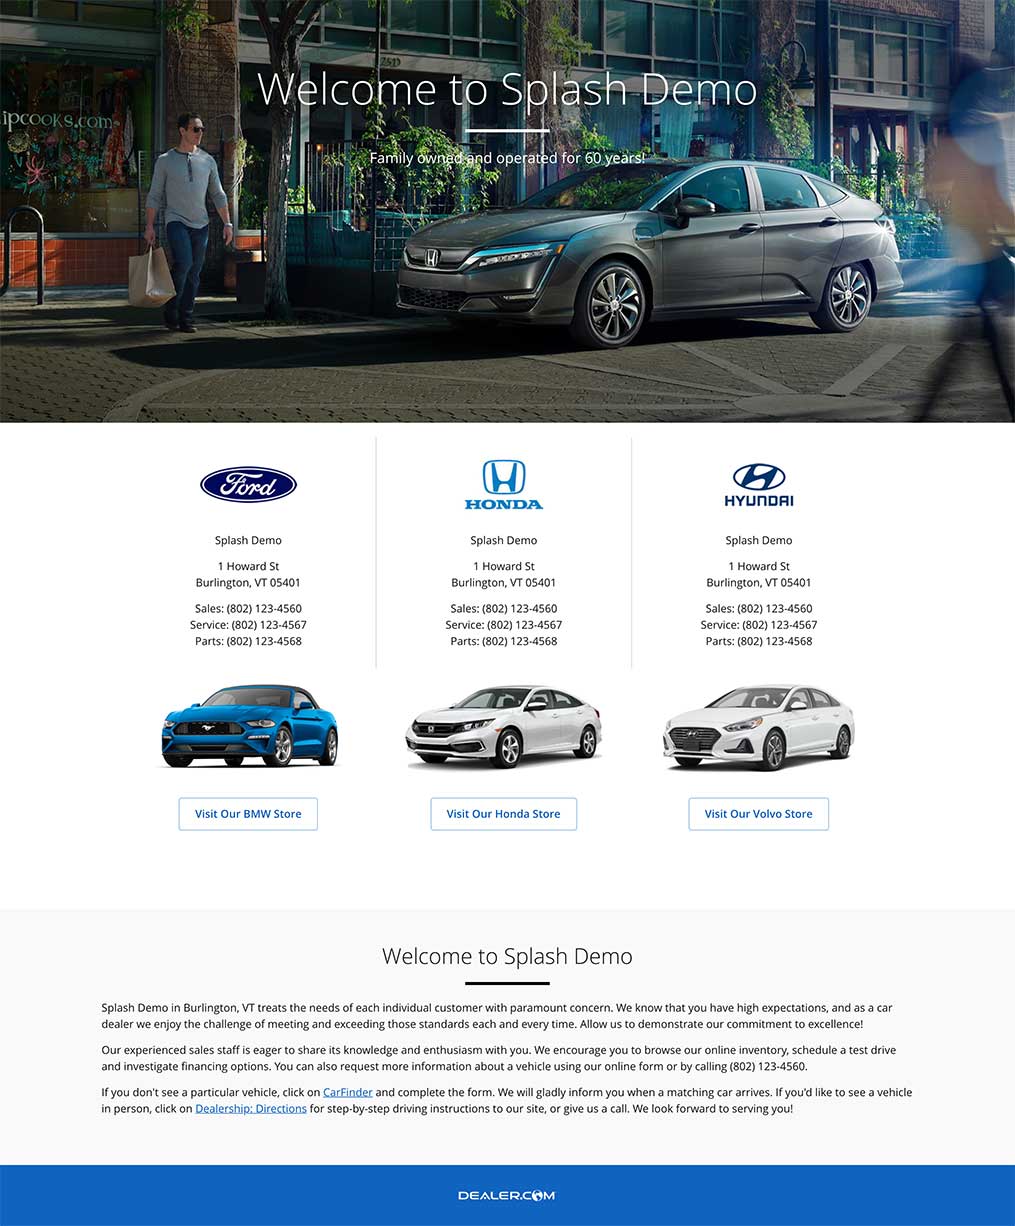 Welcome to Splash Demo
ipcooks.com
Family owned and operated for 60 years!
Ford
HONDA
HYUNDAI
Splash Demo
1 Howard St
Burlington, VT 05401
Sales: (802) 123-4560
Service: (802) 123-4567
Parts: (802) 123-4568
Splash Demo
1 Howard St
Burlington, VT 05401
Sales: (802) 123-4560
Service: (802) 123-4567
Parts: (802) 123-4568
Splash Demo
1 Howard St
Burlington, VT 05401
Sales: (802) 123-4560
Service: (802) 123-4567
Parts: (802) 123-4568
Visit Our BMW Store
Visit Our Honda Store
Visit Our Volvo Store
Welcome to Splash Demo
Splash Demo in Burlington, VT treats the needs of each individual customer with paramount concern. We know that you have high expectations, and as a car
dealer we enjoy the challenge of meeting and exceeding those standards each and every time. Allow us to demonstrate our commitment to excellence!
Our experienced sales staff is eager to share its knowledge and enthusiasm with you. We encourage you to browse our online inventory, schedule a test drive
and investigate financing options. You can also request more information about a vehicle using our online form or by calling (802) 123-4560.
If you don't see a particular vehicle, click on CarFinder and complete the form. We will gladly inform you when a matching car arrives. If you'd like to see a vehicle
in person, click on Dealership: Directions for step-by-step driving instructions to our site, or give us a call. We look forward to serving you!
DEALER.COM